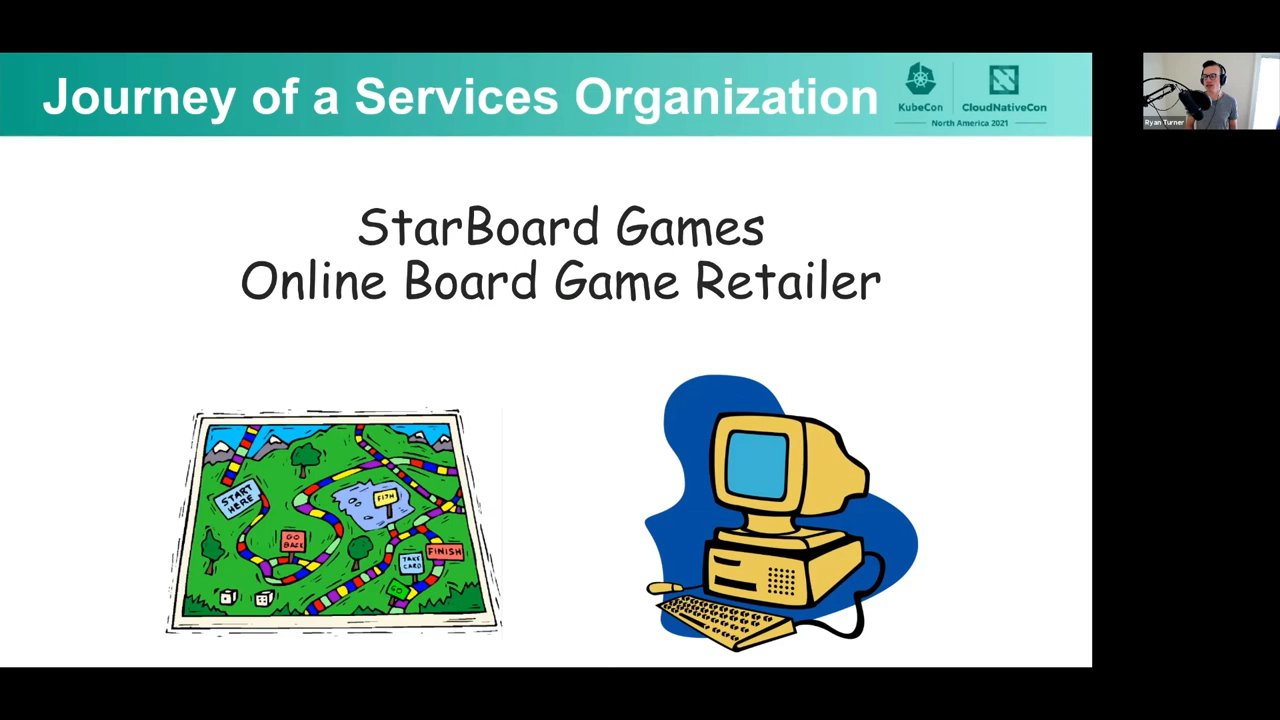 Journey of a Services Organization
KubeCon
CloudNativeCon
North America 2021
Ryan Turner
StarBoard Games
Online Board Game Retailer
START
HERE
FISH
GO
BACK
FINISH
TAKE
CARD
GO